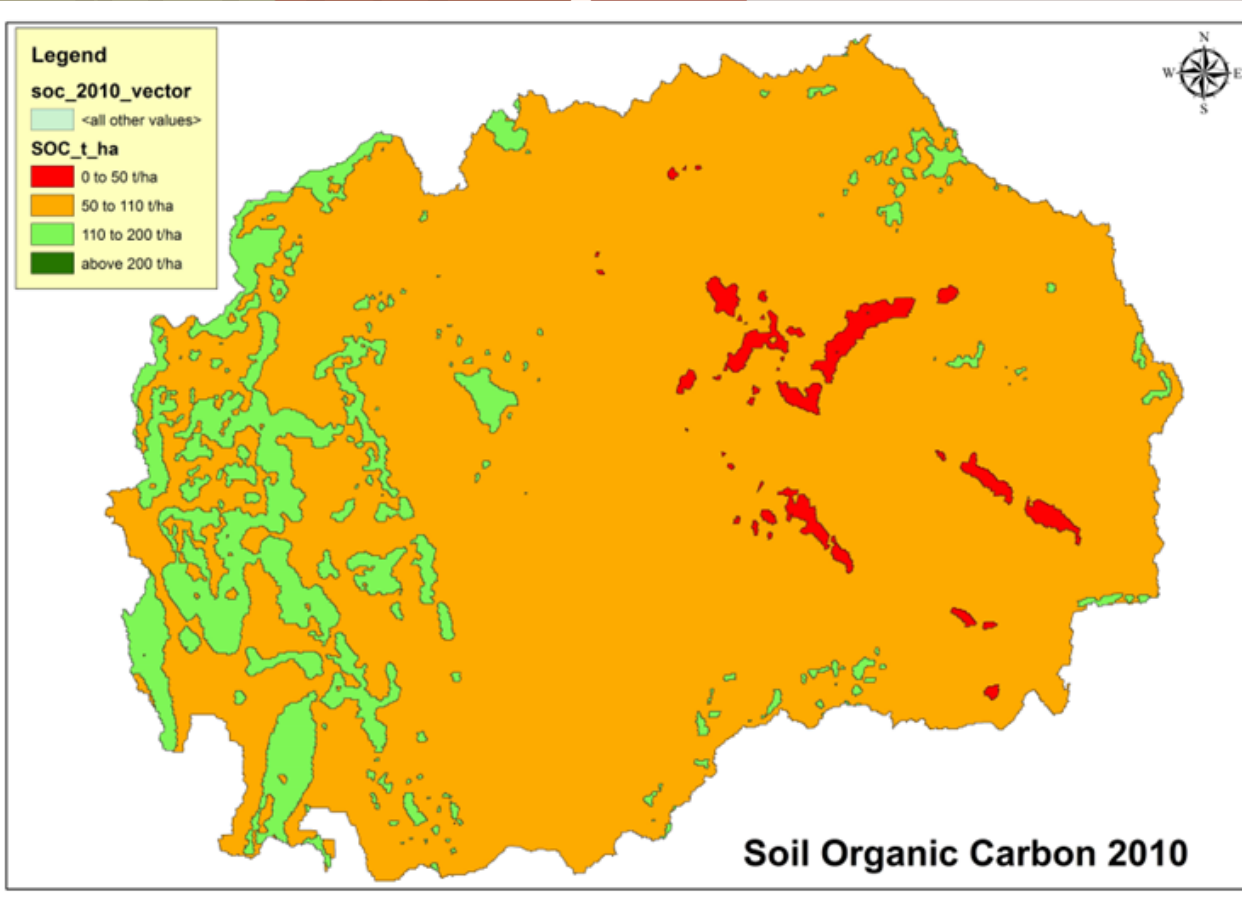 Legend
soc_2010_vector
<all other values>
SOC_t_ha
0 to 50 t/ha
50 to 110 t/ha
110 to 200 t/ha
above 200 t/ha
N
W E
S
Soil Organic Carbon 2010